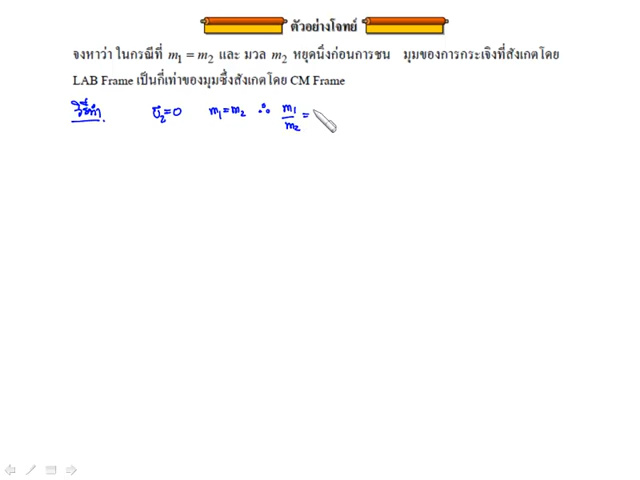 ตัวอย่างโจทย์
จงหาว่า ในกรณีที่ m₁ = m₂ และ มวล m₂ หยุดนิ่งก่อนการชน มุมของการกระเจิงที่สังเกตโดย
LAB Frame เป็นกี่เท่าของมุมซึ่งสังเกตโดย CM Frame
วิธีทำ v⃗₂=0 m₁=m₂ ∴ m₁/m₂ =